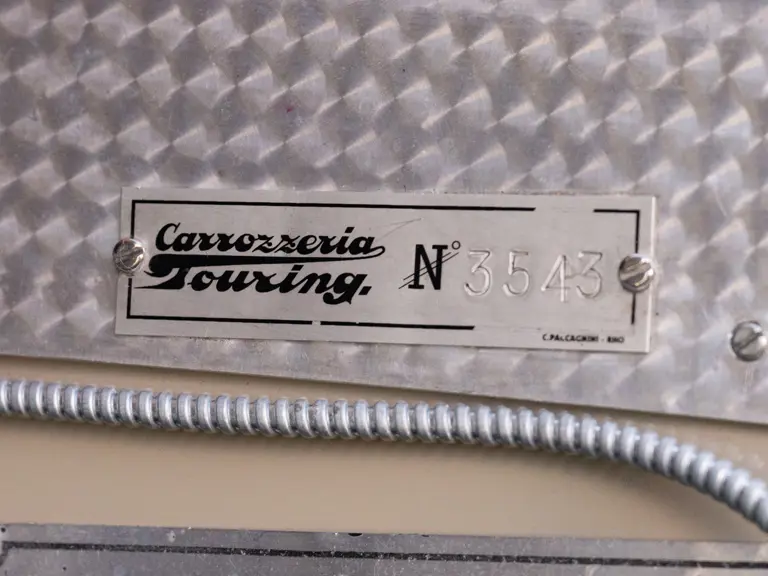 Carrozzeria
Touring. N° 3543
C.PALCAGNINI - RHO